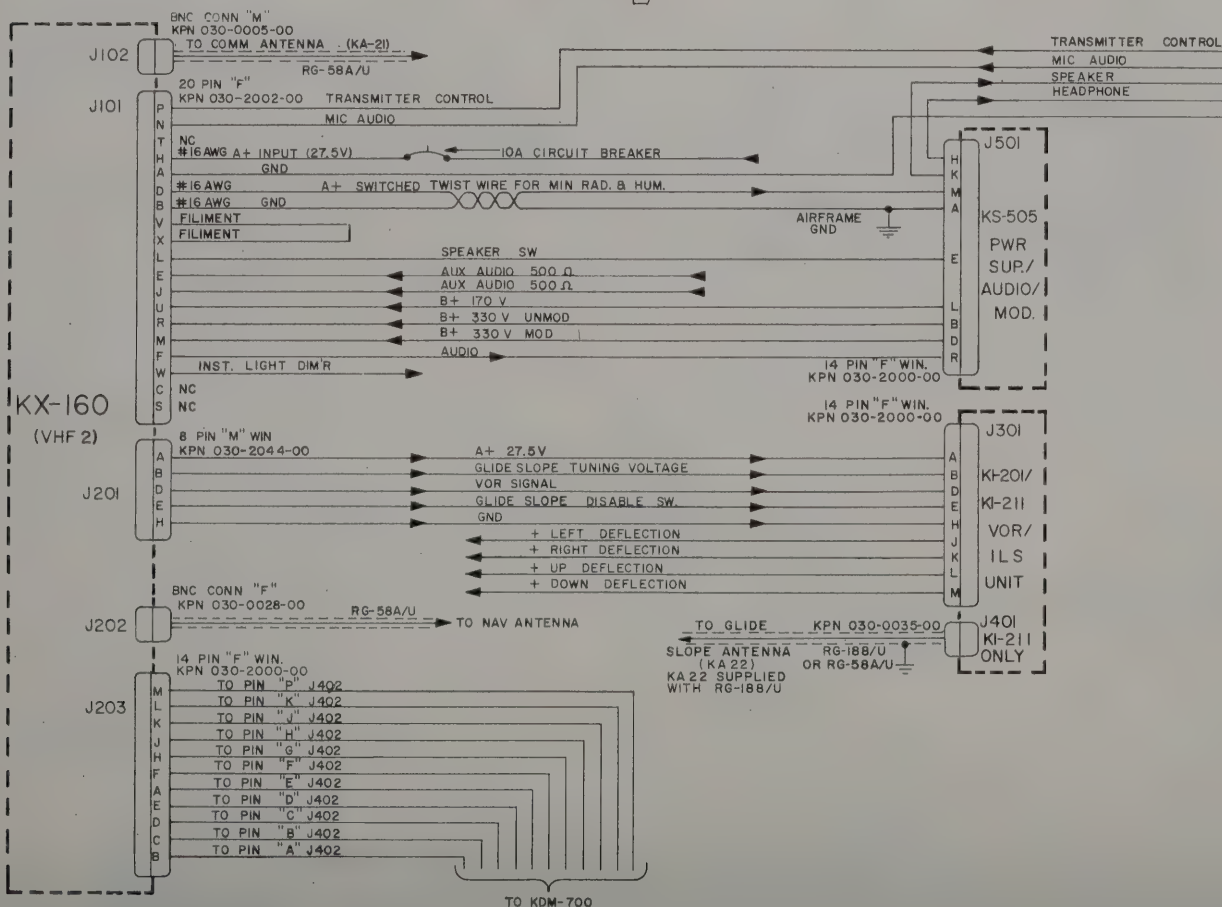 BNC CONN "M"
KPN 030-0005-00
TO COMM ANTENNA (KA-21)
J102
RG-58A/U
TRANSMITTER CONTROL
MIC AUDIO
SPEAKER
HEADPHONE
20 PIN "F"
KPN 030-2002-00 TRANSMITTER CONTROL
J101
P
N MIC AUDIO
T NC
H #16AWG A+ INPUT (27.5V) 10A CIRCUIT BREAKER
A GND
D #16AWG A+ SWITCHED TWIST WIRE FOR MIN RAD. & HUM.
B #16AWG GND
V FILIMENT
X FILIMENT
L SPEAKER SW
E AUX AUDIO 500 Ω
J AUX AUDIO 500 Ω
U B+ 170 V
R B+ 330 V UNMOD
M B+ 330 V MOD
F AUDIO
W INST. LIGHT DIM'R
C NC
S NC
AIRFRAME
GND
J501
H
K
M
A
E
L
B
D
R
KS-505
PWR
SUP./
AUDIO/
MOD.
14 PIN "F" WIN.
KPN 030-2000-00
KX-160
(VHF 2)
14 PIN "F" WIN.
KPN 030-2000-00
8 PIN "M" WIN
KPN 030-2044-00
J201
A A+ 27.5V A
B GLIDE SLOPE TUNING VOLTAGE B
D VOR SIGNAL D
E GLIDE SLOPE DISABLE SW. E
H GND H
+ LEFT DEFLECTION J
+ RIGHT DEFLECTION K
+ UP DEFLECTION L
+ DOWN DEFLECTION M
J301
KI-201/
KI-211
VOR/
ILS
UNIT
BNC CONN "F"
KPN 030-0028-00
RG-58A/U
J202
TO NAV ANTENNA
TO GLIDE KPN 030-0035-00
SLOPE ANTENNA RG-188/U
(KA 22) OR RG-58A/U
KA 22 SUPPLIED
WITH RG-188/U
J401
KI-211
ONLY
14 PIN "F" WIN.
KPN 030-2000-00
J203
M TO PIN "P" J402
L TO PIN "K" J402
K TO PIN "J" J402
J TO PIN "H" J402
H TO PIN "G" J402
F TO PIN "F" J402
A TO PIN "E" J402
E TO PIN "D" J402
D TO PIN "C" J402
C TO PIN "B" J402
B TO PIN "A" J402
TO KDM-700